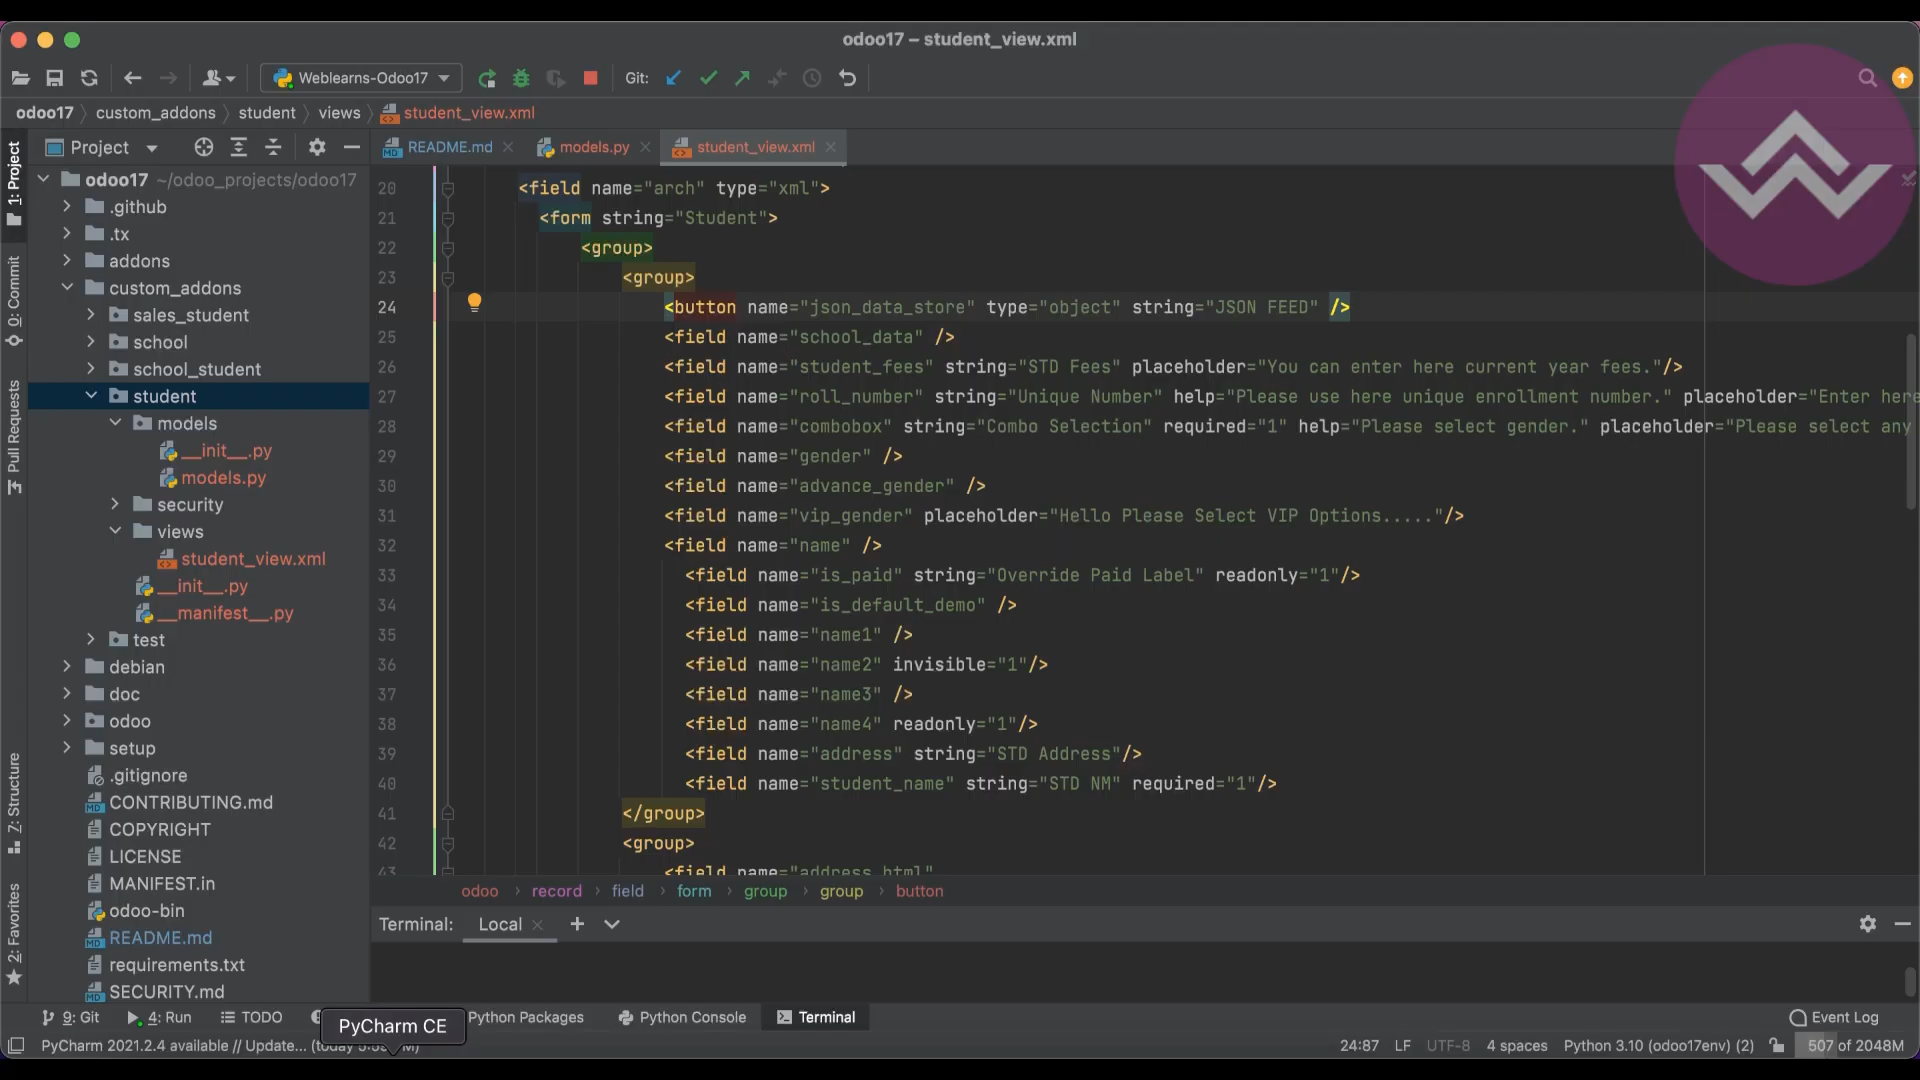 odoo17 – student_view.xml
Weblearns-Odoo17
Git:
odoo17 custom_addons student views student_view.xml
Project
README.md
models.py
student_view.xml
1: Project
0: Commit
Pull Requests
Z: Structure
2: Favorites
odoo17 ~/odoo_projects/odoo17
.github
.tx
addons
custom_addons
sales_student
school
school_student
student
models
__init__.py
models.py
security
views
student_view.xml
__init__.py
__manifest__.py
test
debian
doc
odoo
setup
.gitignore
CONTRIBUTING.md
COPYRIGHT
LICENSE
MANIFEST.in
odoo-bin
README.md
requirements.txt
SECURITY.md
20 <field name="arch" type="xml">
21 <form string="Student">
22 <group>
23 <group>
24 <button name="json_data_store" type="object" string="JSON FEED" />
25 <field name="school_data" />
26 <field name="student_fees" string="STD Fees" placeholder="You can enter here current year fees."/>
27 <field name="roll_number" string="Unique Number" help="Please use here unique enrollment number." placeholder="Enter here
28 <field name="combobox" string="Combo Selection" required="1" help="Please select gender." placeholder="Please select any
29 <field name="gender" />
30 <field name="advance_gender" />
31 <field name="vip_gender" placeholder="Hello Please Select VIP Options....."/>
32 <field name="name" />
33 <field name="is_paid" string="Override Paid Label" readonly="1"/>
34 <field name="is_default_demo" />
35 <field name="name1" />
36 <field name="name2" invisible="1"/>
37 <field name="name3" />
38 <field name="name4" readonly="1"/>
39 <field name="address" string="STD Address"/>
40 <field name="student_name" string="STD NM" required="1"/>
41 </group>
42 <group>
43 <field name="address_html"
odoo record field form group group button
Terminal: Local
9: Git
4: Run
TODO
PyCharm CE
Python Packages
Python Console
Terminal
Event Log
PyCharm 2021.2.4 available // Update... (today
24:87 LF UTF-8 4 spaces Python 3.10 (odoo17env) (2) 507 of 2048M